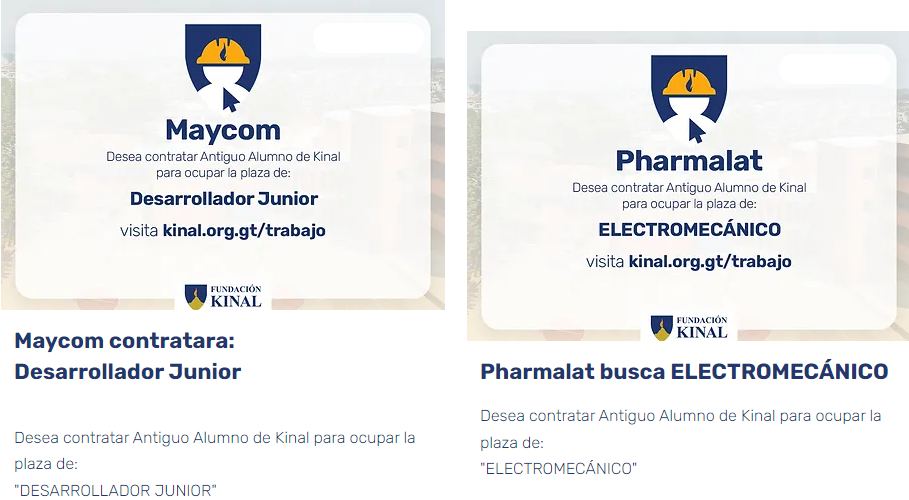 Maycom
Desea contratar Antiguo Alumno de Kinal
para ocupar la plaza de:
Desarrollador Junior
visita kinal.org.gt/trabajo
FUNDACIÓN
KINAL
Maycom contratara:
Desarrollador Junior
Desea contratar Antiguo Alumno de Kinal para ocupar la
plaza de:
"DESARROLLADOR JUNIOR"
Pharmalat
Desea contratar Antiguo Alumno de Kinal
para ocupar la plaza de:
ELECTROMECÁNICO
visita kinal.org.gt/trabajo
FUNDACIÓN
KINAL
Pharmalat busca ELECTROMECÁNICO
Desea contratar Antiguo Alumno de Kinal para ocupar la
plaza de:
"ELECTROMECÁNICO"